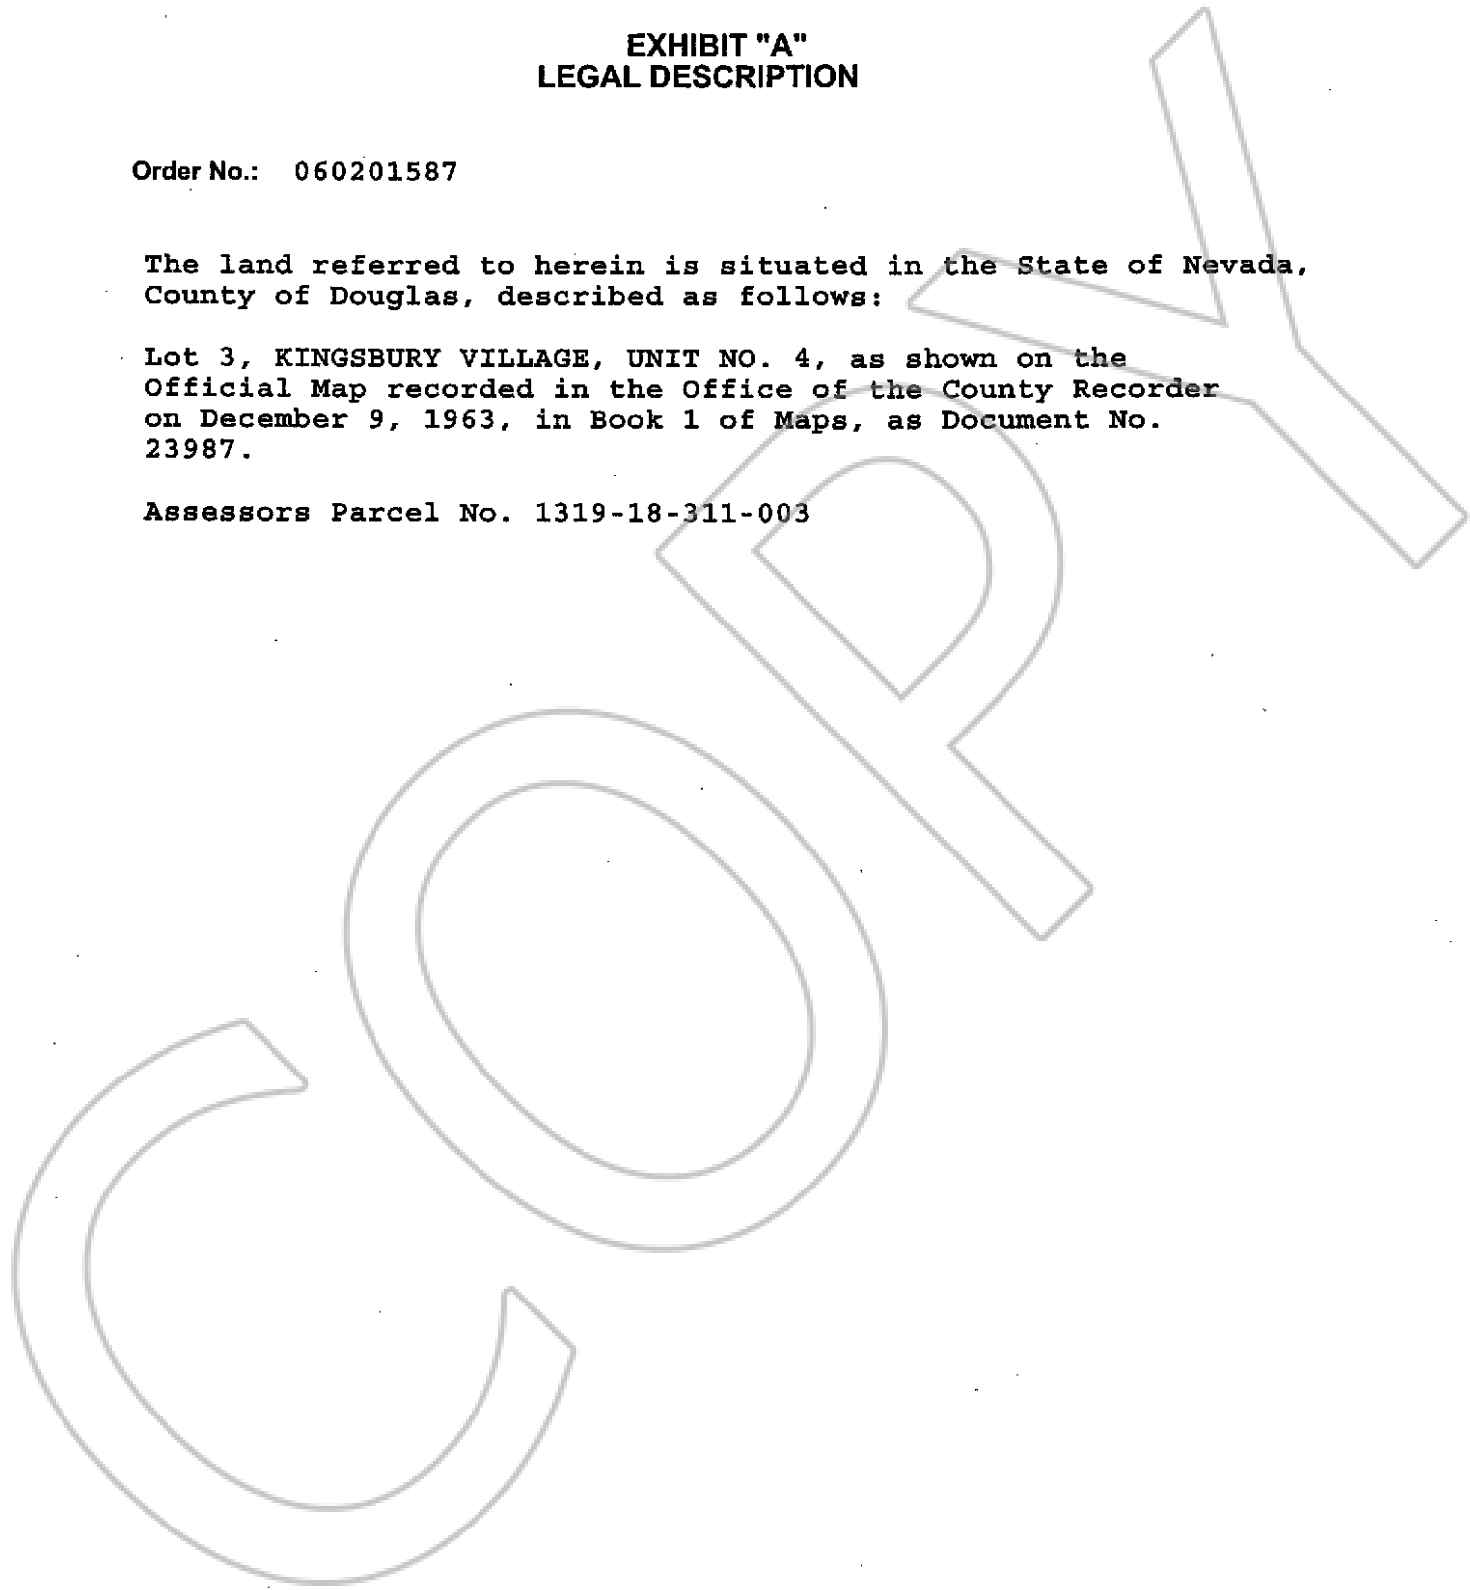 EXHIBIT "A"
LEGAL DESCRIPTION
Order No.: 060201587
The land referred to herein is situated in the State of Nevada,
County of Douglas, described as follows:
Lot 3, KINGSBURY VILLAGE, UNIT NO. 4, as shown on the
Official Map recorded in the Office of the County Recorder
on December 9, 1963, in Book 1 of Maps, as Document No.
23987.
Assessors Parcel No. 1319-18-311-003
COPY